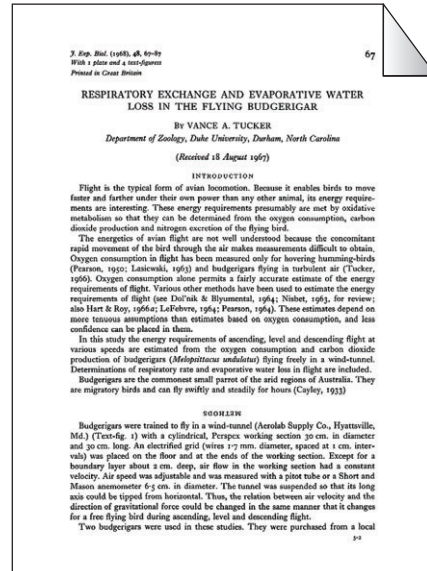 J. Exp. Biol. (1968), 48, 67-87
67
With 1 plate and 4 text-figures
Printed in Great Britain
RESPIRATORY EXCHANGE AND EVAPORATIVE WATER
LOSS IN THE FLYING BUDGERIGAR
BY VANCE A. TUCKER
Department of Zoology, Duke University, Durham, North Carolina
(Received 18 August 1967)
INTRODUCTION
Flight is the typical form of avian locomotion. Because it enables birds to move
faster and farther under their own power than any other animal, its energy require-
ments are interesting. These energy requirements presumably are met by oxidative
metabolism so that they can be determined from the oxygen consumption, carbon
dioxide production and nitrogen excretion of the flying bird.
The energetics of avian flight are not well understood because the concomitant
rapid movement of the bird through the air makes measurements difficult to obtain.
Oxygen consumption in flight has been measured only for hovering humming-birds
(Pearson, 1950; Lasiewski, 1963) and budgerigars flying in turbulent air (Tucker,
1966). Oxygen consumption alone permits a fairly accurate estimate of the energy
requirements of flight. Various other methods have been used to estimate the energy
requirements of flight (see Dol'nik & Blyumental, 1964; Nisbet, 1963, for review;
also Hart & Roy, 1966a; LeFebvre, 1964; Pearson, 1964). These estimates depend on
more tenuous assumptions than estimates based on oxygen consumption, and less
confidence can be placed in them.
In this study the energy requirements of ascending, level and descending flight at
various speeds are estimated from the oxygen consumption and carbon dioxide
production of budgerigars (Melopsittacus undulatus) flying freely in a wind-tunnel.
Determinations of respiratory rate and evaporative water loss in flight are included.
Budgerigars are the commonest small parrot of the arid regions of Australia. They
are migratory birds and can fly swiftly and steadily for hours (Cayley, 1933)
METHODS
Budgerigars were trained to fly in a wind-tunnel (Aerolab Supply Co., Hyattsville,
Md.) (Text-fig. 1) with a cylindrical, Perspex working section 30 cm. in diameter
and 30 cm. long. An electrified grid (wires 1·7 mm. diameter, spaced at 1 cm. inter-
vals) was placed on the floor and at the ends of the working section. Except for a
boundary layer about 2 cm. deep, air flow in the working section had a constant
velocity. Air speed was adjustable and was measured with a pitot tube or a Short and
Mason anemometer 6·5 cm. in diameter. The tunnel was suspended so that its long
axis could be tipped from horizontal. Thus, the relation between air velocity and the
direction of gravitational force could be changed in the same manner that it changes
for a free flying bird during ascending, level and descending flight.
Two budgerigars were used in these studies. They were purchased from a local
5-2